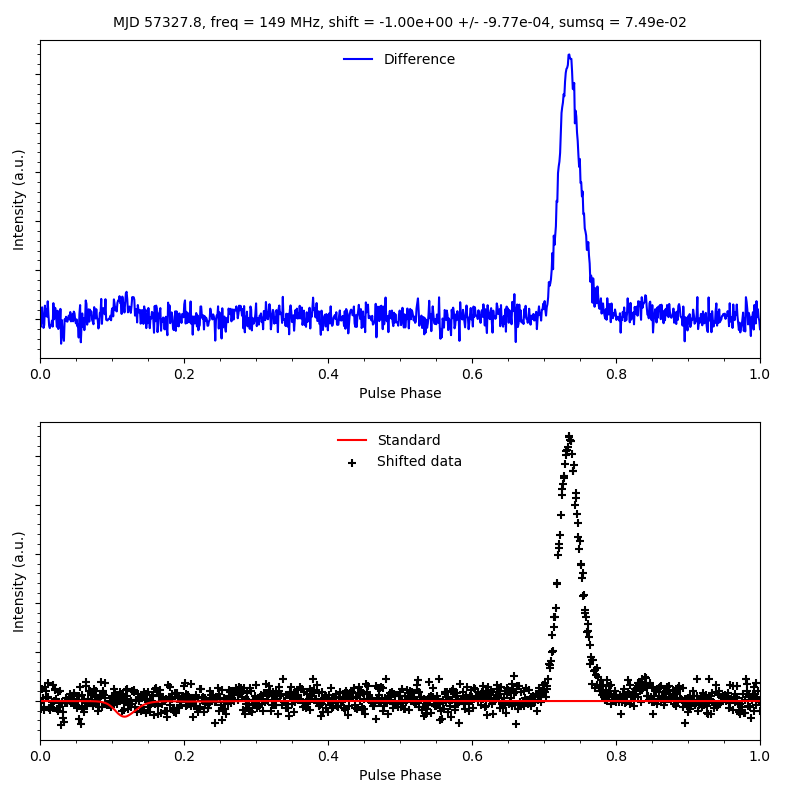 MJD 57327.8, freq = 149 MHz, shift = -1.00e+00 +/- -9.77e-04, sumsq = 7.49e-02
Difference
Intensity (a.u.)
0.0 0.2 0.4 0.6 0.8 1.0
Pulse Phase
Standard
Shifted data
Intensity (a.u.)
0.0 0.2 0.4 0.6 0.8 1.0
Pulse Phase